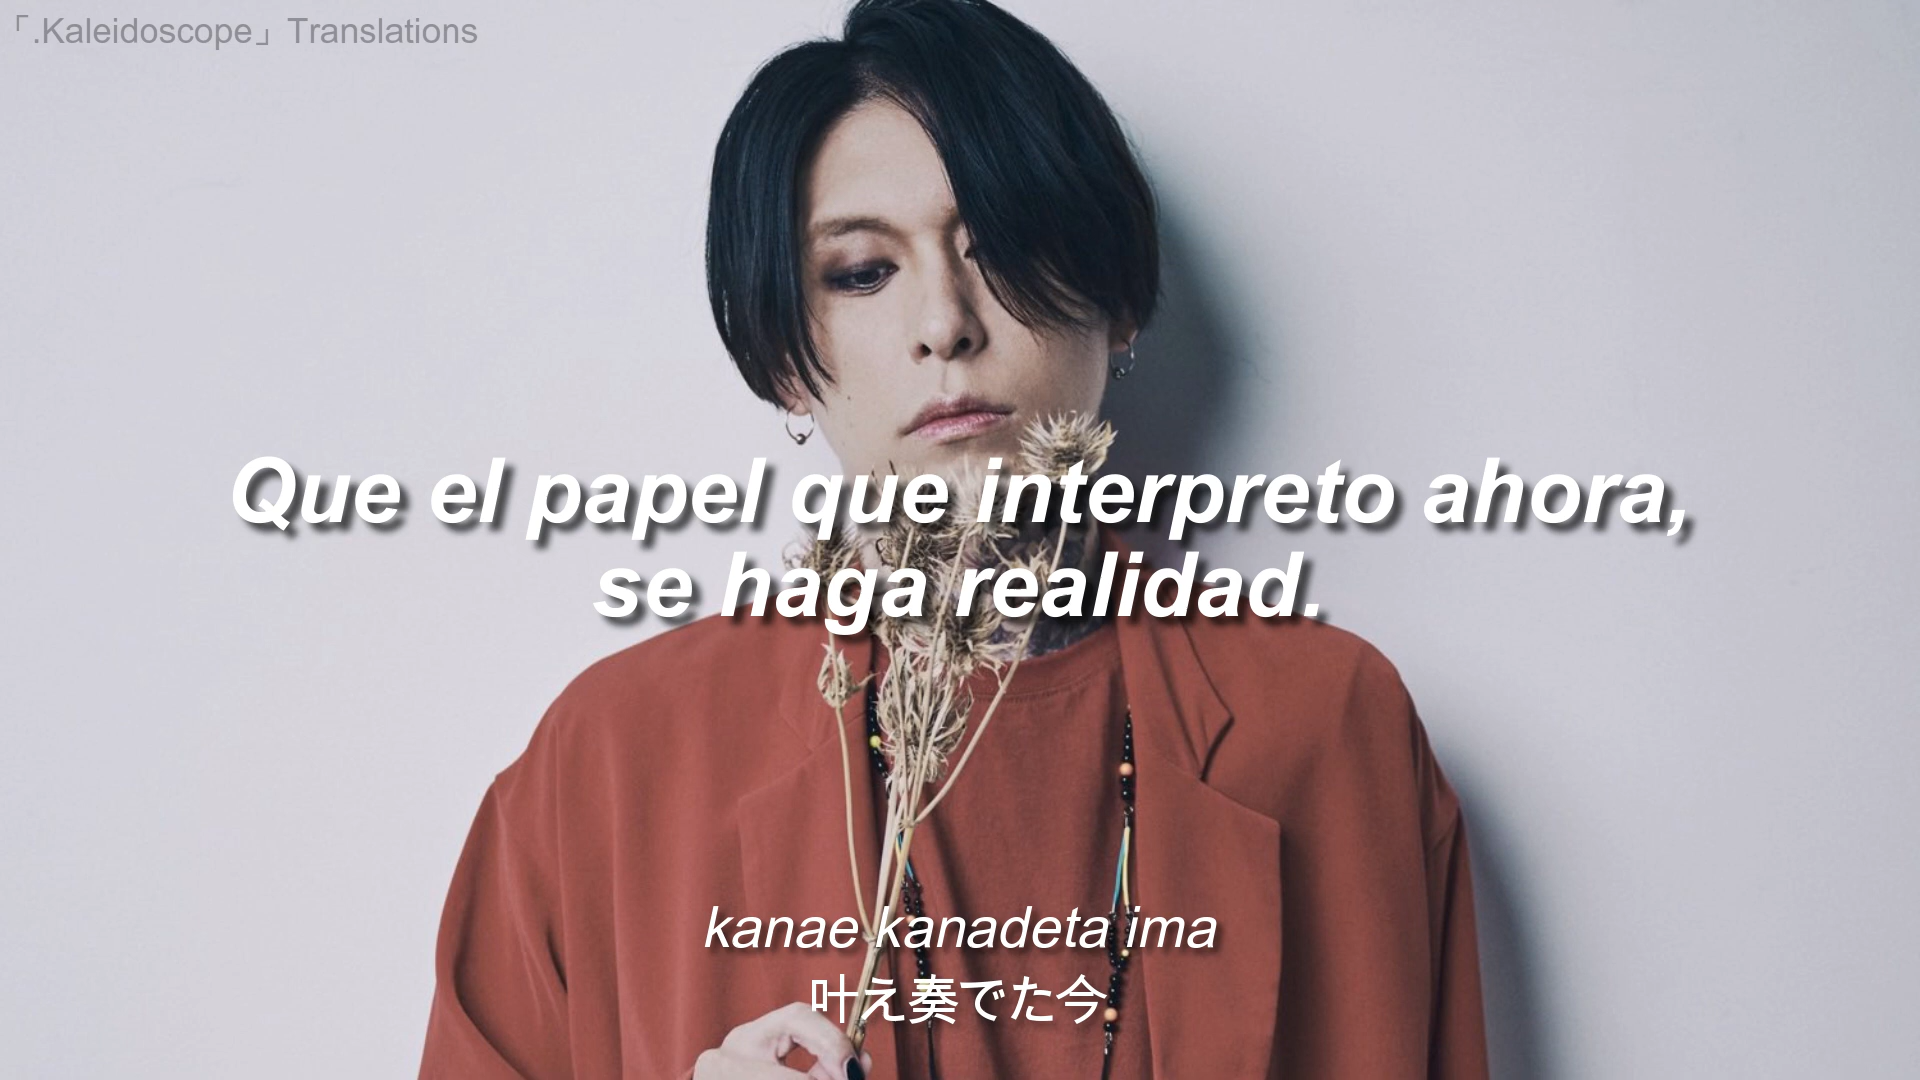 「.Kaleidoscope」Translations
Que el papel que interpreto ahora,
se haga realidad.
kanae kanadeta ima
叶え奏でた今